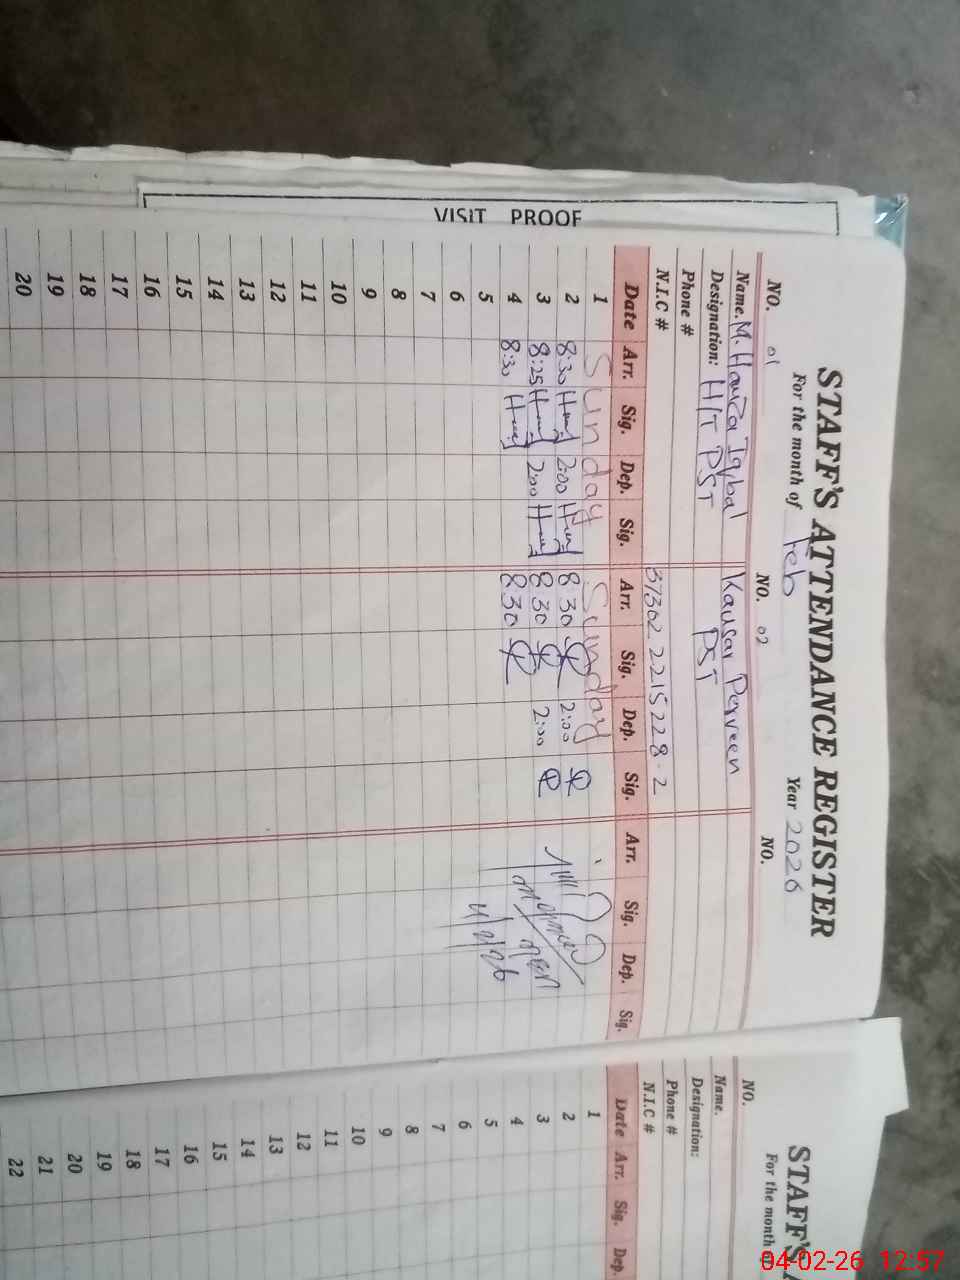 VISIT PROOF
STAFF'S ATTENDANCE REGISTER
For the month of Feb Year 2026
NO. 01 NO. 02 NO.
Name. M. Hamza Iqbal Kausar Perveen
Designation: H/T PST PST
Phone #
N.I.C # 37302 2215228-2
Date Arr. Sig. Dep. Sig. Arr. Sig. Dep. Sig. Arr. Sig. Dep. Sig.
1 Sunday Sunday
2 8:30 2:00 8 30 2:00
3 8:25 2:00 8 30 2:00
4 8:30 8 30
5 4/2/26
6
7
8
9
10
11
12
13
14
15
16
17
18
19
20
STAFF'S
For the month of
NO.
Name.
Designation:
Phone #
N.I.C #
Date Arr. Sig. Dep.
1
2
3
4
5
6
7
8
9
10
11
12
13
14
15
16
17
18
19
20
21
22
04-02-26 12:57